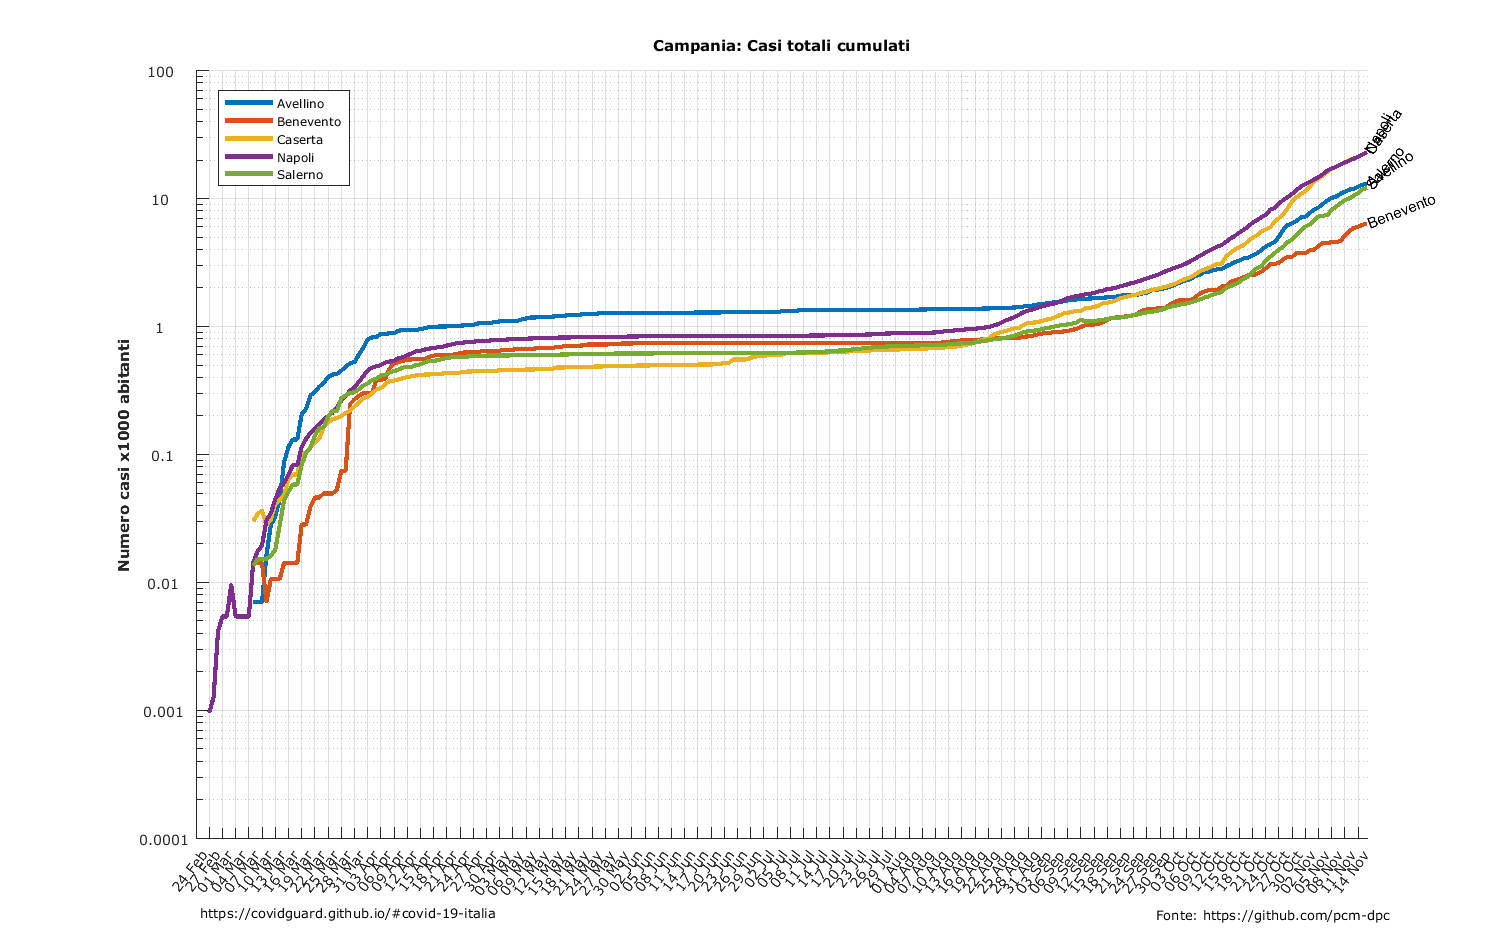 Campania: Casi totali cumulati
Numero casi x1000 abitanti
100
10
1
0.1
0.01
0.001
0.0001
Avellino
Benevento
Caserta
Napoli
Salerno
Napoli
Caserta
Salerno
Avellino
Benevento
24 Feb
27 Feb
01 Mar
04 Mar
07 Mar
10 Mar
13 Mar
16 Mar
19 Mar
22 Mar
25 Mar
28 Mar
31 Mar
03 Apr
06 Apr
09 Apr
12 Apr
15 Apr
18 Apr
21 Apr
24 Apr
27 Apr
30 Apr
03 May
06 May
09 May
12 May
15 May
18 May
21 May
24 May
27 May
30 May
02 Jun
05 Jun
08 Jun
11 Jun
14 Jun
17 Jun
20 Jun
23 Jun
26 Jun
29 Jun
02 Jul
05 Jul
08 Jul
11 Jul
14 Jul
17 Jul
20 Jul
23 Jul
26 Jul
29 Jul
01 Aug
04 Aug
07 Aug
10 Aug
13 Aug
16 Aug
19 Aug
22 Aug
25 Aug
28 Aug
31 Aug
03 Sep
06 Sep
09 Sep
12 Sep
15 Sep
18 Sep
21 Sep
24 Sep
27 Sep
30 Sep
03 Oct
06 Oct
09 Oct
12 Oct
15 Oct
18 Oct
21 Oct
24 Oct
27 Oct
30 Oct
02 Nov
05 Nov
08 Nov
11 Nov
14 Nov
https://covidguard.github.io/#covid-19-italia
Fonte: https://github.com/pcm-dpc